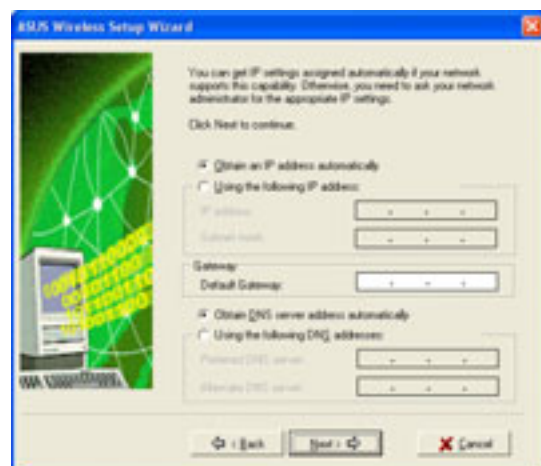 ASUS Wireless Setup Wizard
You can get IP settings assigned automatically if your network
supports this capability. Otherwise, you need to ask your network
administrator for the appropriate IP settings.
Click Next to continue.
Obtain an IP address automatically
Using the following IP address:
IP address:
Subnet mask:
Gateway:
Default Gateway:
Obtain DNS server address automatically
Using the following DNS addresses:
Preferred DNS server:
Alternate DNS server:
< Back
Next >
Cancel